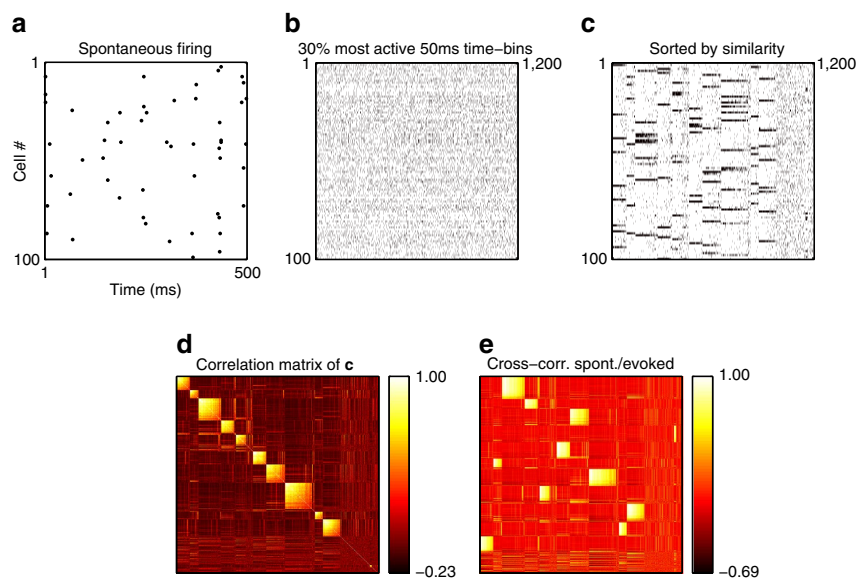 a
Spontaneous firing
1
Cell #
100
1
500
Time (ms)
b
30% most active 50ms time−bins
1
1,200
100
c
Sorted by similarity
1
1,200
100
d
Correlation matrix of c
1.00
−0.23
e
Cross−corr. spont./evoked
1.00
−0.69